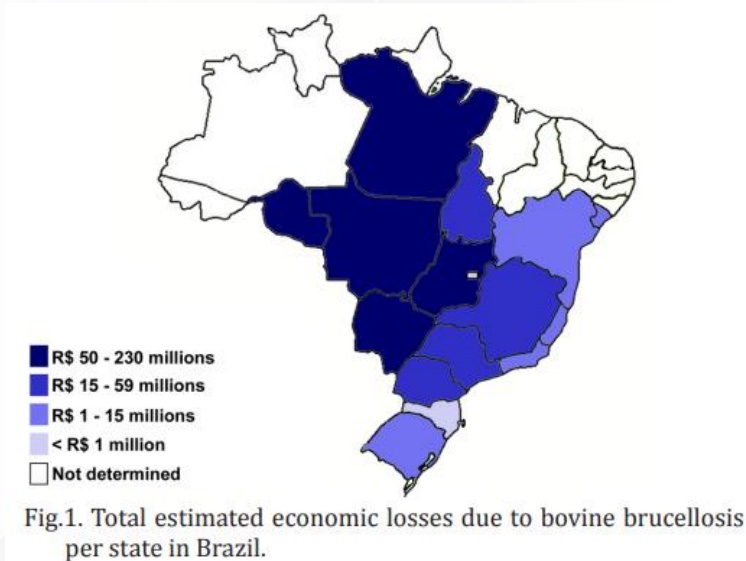 R$ 50 - 230 millions
R$ 15 - 59 millions
R$ 1 - 15 millions
< R$ 1 million
Not determined
Fig.1. Total estimated economic losses due to bovine brucellosis
per state in Brazil.